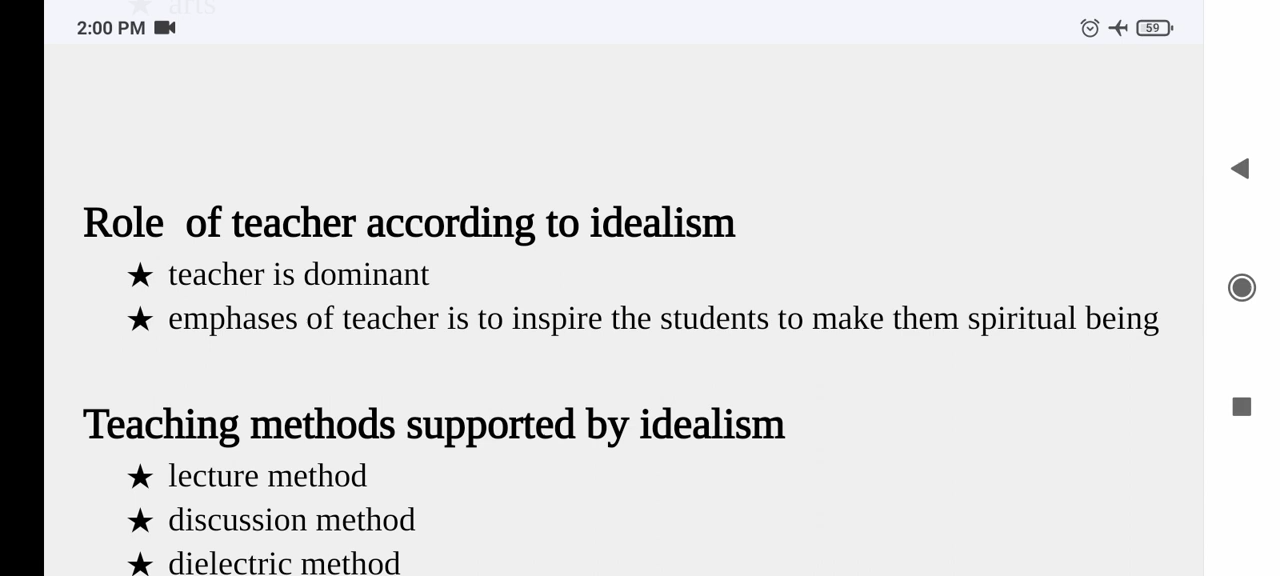 ★ arts
2:00 PM
59
Role of teacher according to idealism
★ teacher is dominant
★ emphases of teacher is to inspire the students to make them spiritual being
Teaching methods supported by idealism
★ lecture method
★ discussion method
★ dielectric method